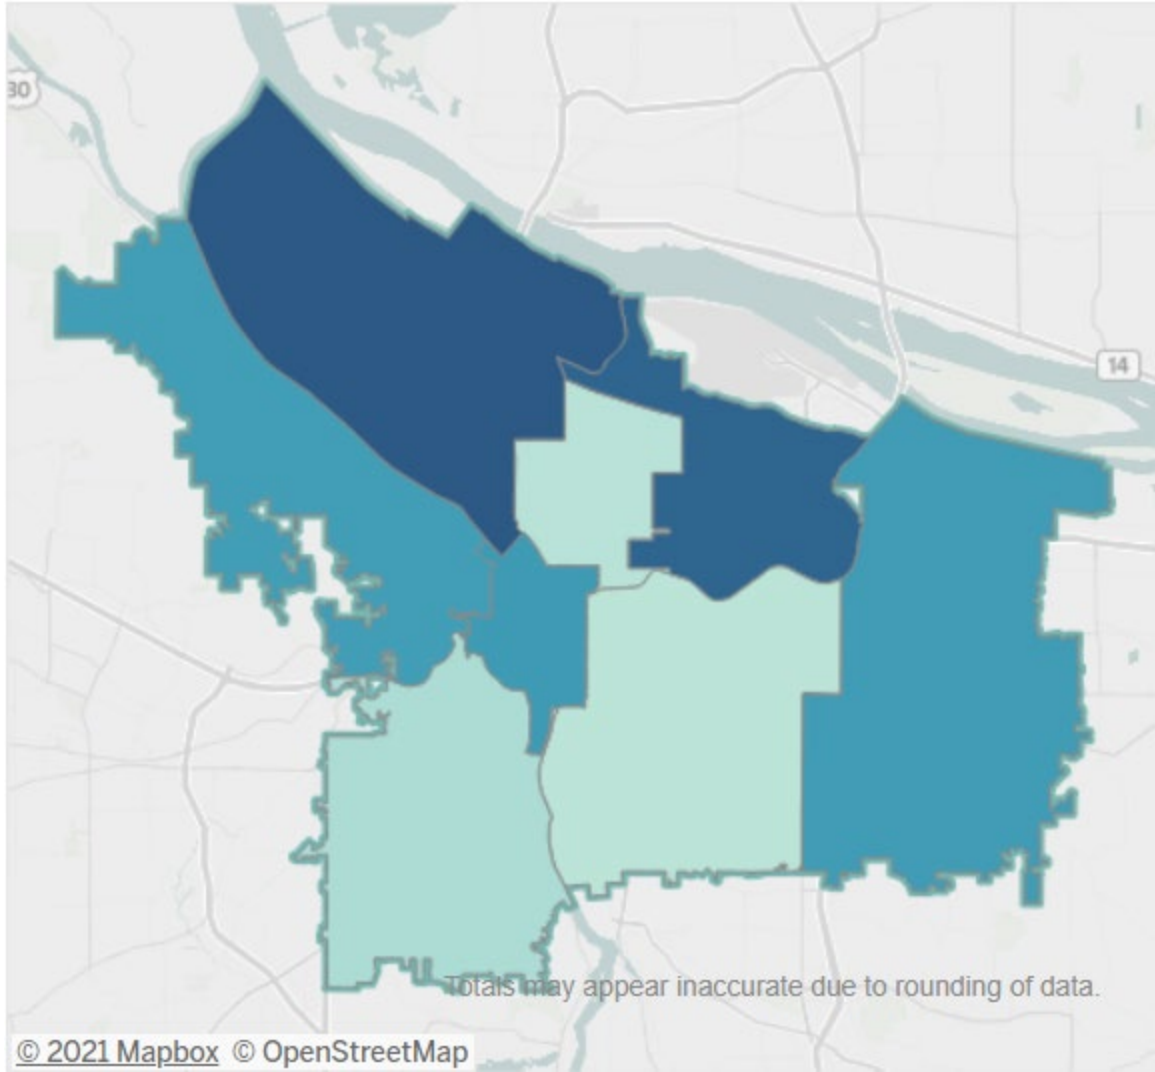 30
14
Totals may appear inaccurate due to rounding of data.
© 2021 Mapbox © OpenStreetMap